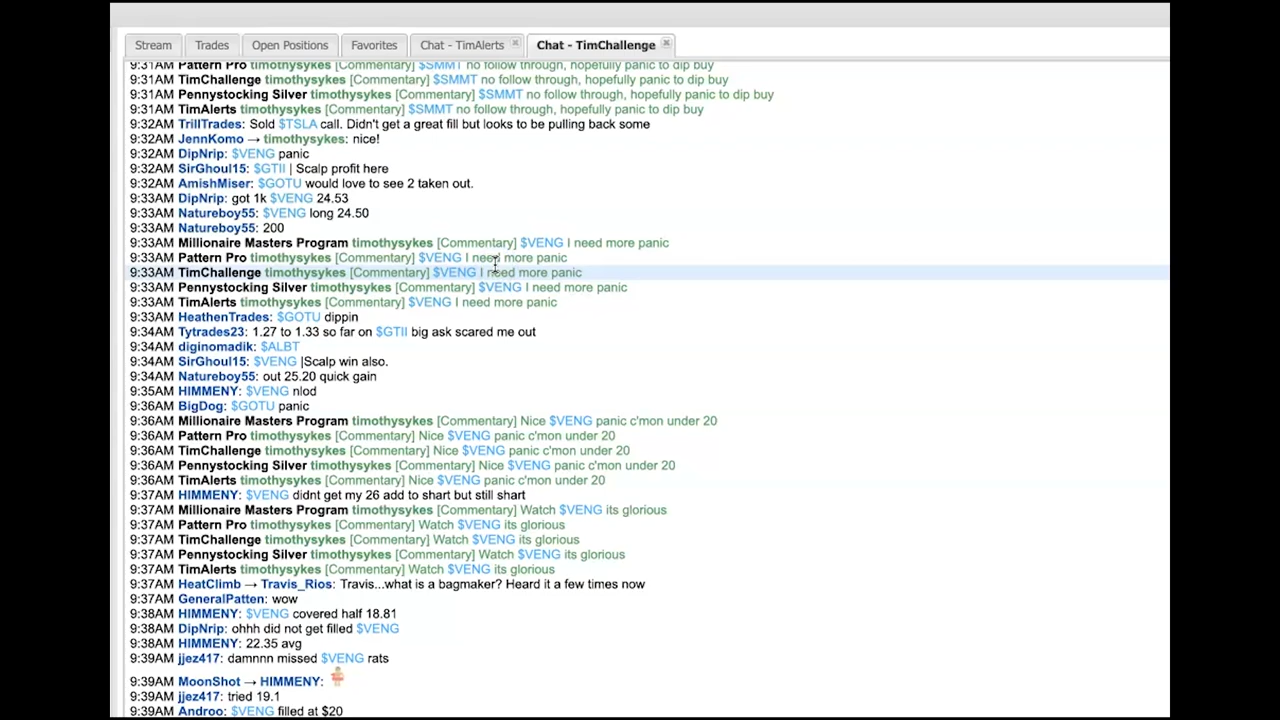 Stream Trades Open Positions Favorites Chat - TimAlerts Chat - TimChallenge
9:31AM Pattern Pro timothysykes [Commentary] $SMMT no follow through, hopefully panic to dip buy
9:31AM TimChallenge timothysykes [Commentary] $SMMT no follow through, hopefully panic to dip buy
9:31AM Pennystocking Silver timothysykes [Commentary] $SMMT no follow through, hopefully panic to dip buy
9:31AM TimAlerts timothysykes [Commentary] $SMMT no follow through, hopefully panic to dip buy
9:32AM TrillTrades: Sold $TSLA call. Didn't get a great fill but looks to be pulling back some
9:32AM JennKomo → timothysykes: nice!
9:32AM DipNrip: $VENG panic
9:32AM SirGhoul15: $GTII | Scalp profit here
9:32AM AmishMiser: $GOTU would love to see 2 taken out.
9:33AM DipNrip: got 1k $VENG 24.53
9:33AM Natureboy55: $VENG long 24.50
9:33AM Natureboy55: 200
9:33AM Millionaire Masters Program timothysykes [Commentary] $VENG I need more panic
9:33AM Pattern Pro timothysykes [Commentary] $VENG I need more panic
9:33AM TimChallenge timothysykes [Commentary] $VENG I need more panic
9:33AM Pennystocking Silver timothysykes [Commentary] $VENG I need more panic
9:33AM TimAlerts timothysykes [Commentary] $VENG I need more panic
9:33AM HeathenTrades: $GOTU dippin
9:34AM Tytrades23: 1.27 to 1.33 so far on $GTII big ask scared me out
9:34AM diginomadik: $ALBT
9:34AM SirGhoul15: $VENG |Scalp win also.
9:34AM Natureboy55: out 25.20 quick gain
9:35AM HIMMENY: $VENG nlod
9:36AM BigDog: $GOTU panic
9:36AM Millionaire Masters Program timothysykes [Commentary] Nice $VENG panic c'mon under 20
9:36AM Pattern Pro timothysykes [Commentary] Nice $VENG panic c'mon under 20
9:36AM TimChallenge timothysykes [Commentary] Nice $VENG panic c'mon under 20
9:36AM Pennystocking Silver timothysykes [Commentary] Nice $VENG panic c'mon under 20
9:36AM TimAlerts timothysykes [Commentary] Nice $VENG panic c'mon under 20
9:37AM HIMMENY: $VENG didnt get my 26 add to shart but still shart
9:37AM Millionaire Masters Program timothysykes [Commentary] Watch $VENG its glorious
9:37AM Pattern Pro timothysykes [Commentary] Watch $VENG its glorious
9:37AM TimChallenge timothysykes [Commentary] Watch $VENG its glorious
9:37AM Pennystocking Silver timothysykes [Commentary] Watch $VENG its glorious
9:37AM TimAlerts timothysykes [Commentary] Watch $VENG its glorious
9:37AM HeatClimb → Travis_Rios: Travis...what is a bagmaker? Heard it a few times now
9:37AM GeneralPatten: wow
9:38AM HIMMENY: $VENG covered half 18.81
9:38AM DipNrip: ohhh did not get filled $VENG
9:38AM HIMMENY: 22.35 avg
9:39AM jjez417: damnnn missed $VENG rats
9:39AM MoonShot → HIMMENY:
9:39AM jjez417: tried 19.1
9:39AM Androo: $VENG filled at $20